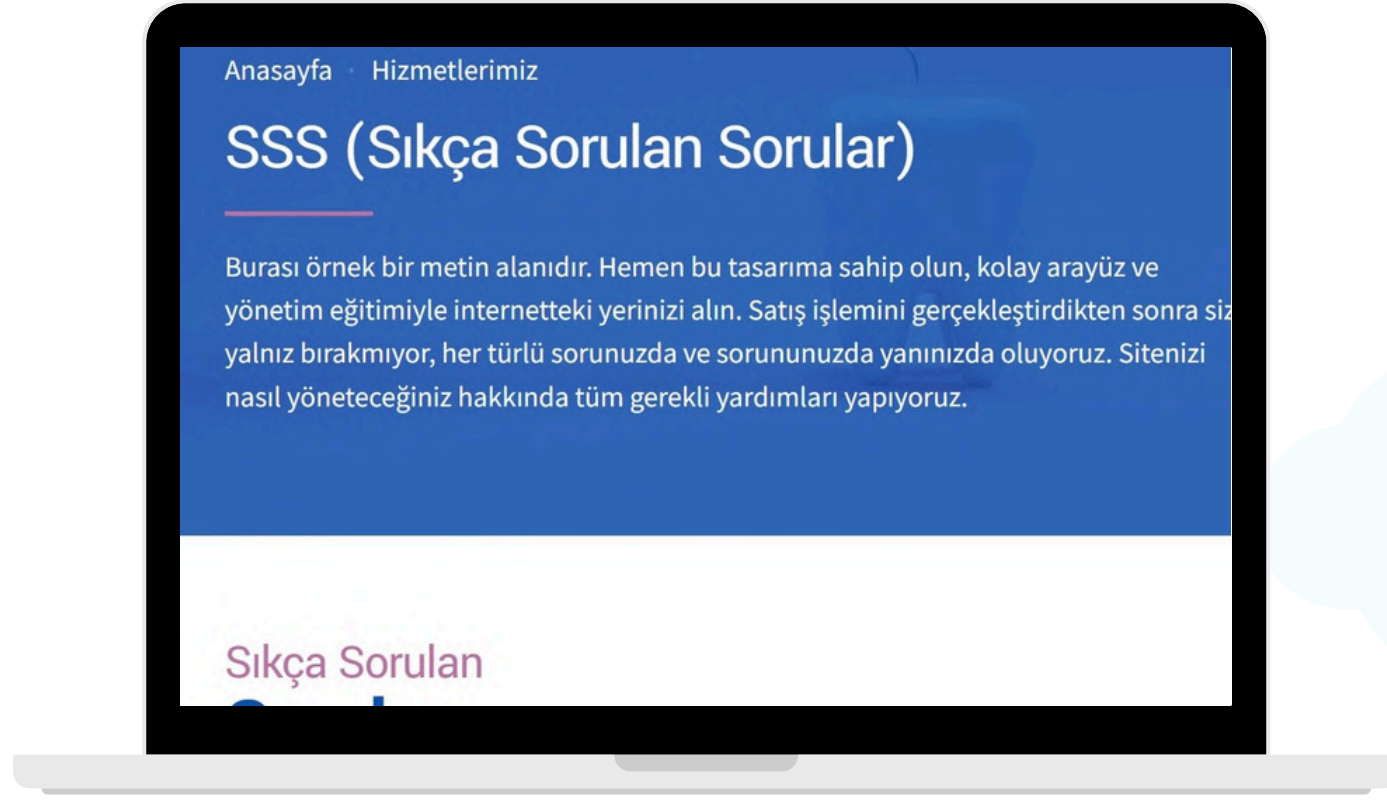 Anasayfa Hizmetlerimiz
SSS (Sıkça Sorulan Sorular)
Burası örnek bir metin alanıdır. Hemen bu tasarıma sahip olun, kolay arayüz ve
yönetim eğitimiyle internetteki yerinizi alın. Satış işlemini gerçekleştirdikten sonra
yalnız bırakmıyor, her türlü sorunuzda ve sorununuzda yanınızda oluyoruz. Sitenizi
nasıl yöneteceğiniz hakkında tüm gerekli yardımları yapıyoruz.
Sıkça Sorulan